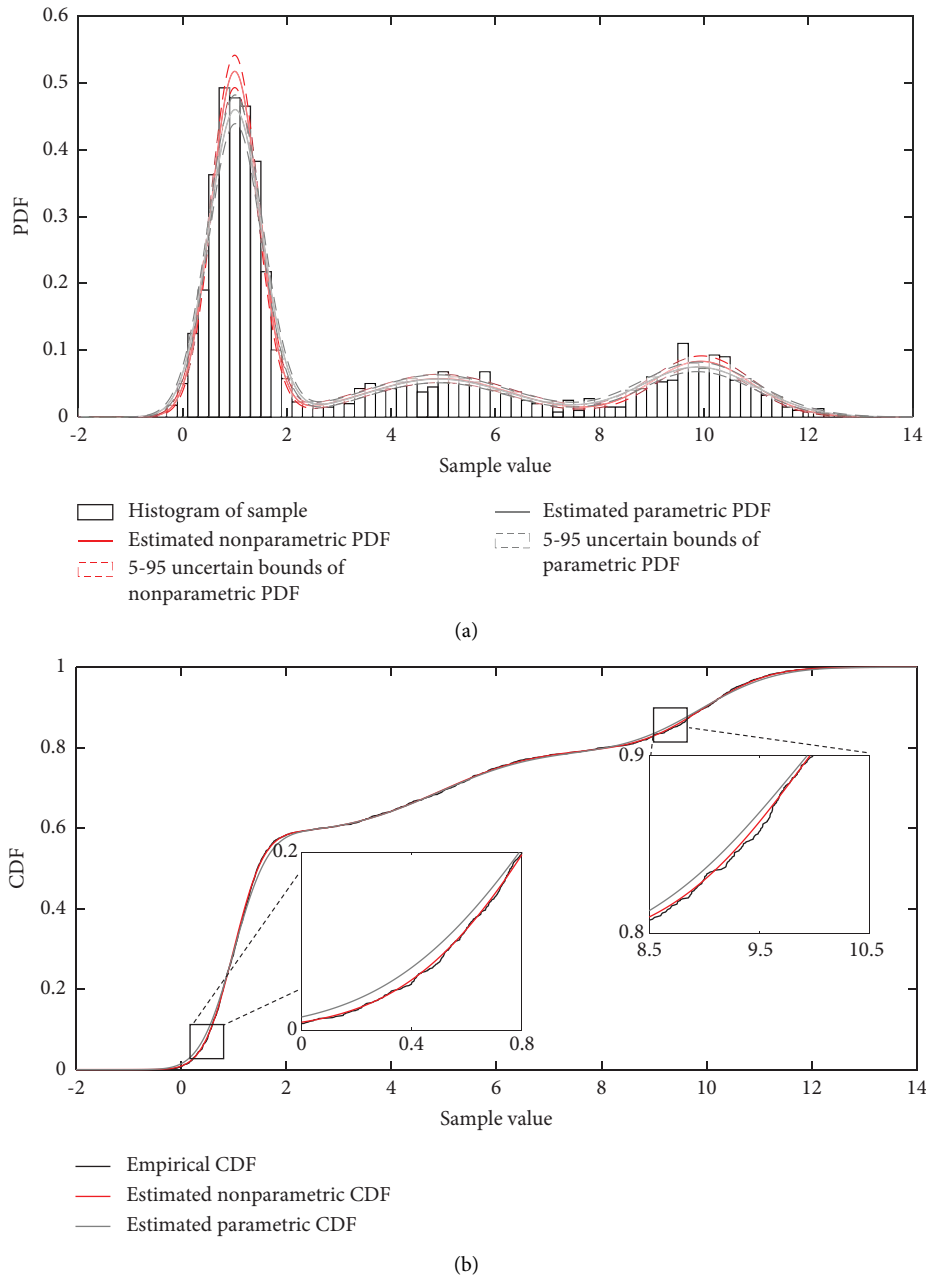 0.6
0.5
0.4
0.3
0.2
0.1
0
PDF
-2
0
2
4
6
8
10
12
14
Sample value
Histogram of sample
Estimated nonparametric PDF
5-95 uncertain bounds of
nonparametric PDF
Estimated parametric PDF
5-95 uncertain bounds of
parametric PDF
(a)
1
0.8
0.6
0.4
0.2
0
CDF
0.9
0.8
8.5
9.5
10.5
0.2
0
0
0.4
0.8
-2
0
2
4
6
8
10
12
14
Sample value
Empirical CDF
Estimated nonparametric CDF
Estimated parametric CDF
(b)